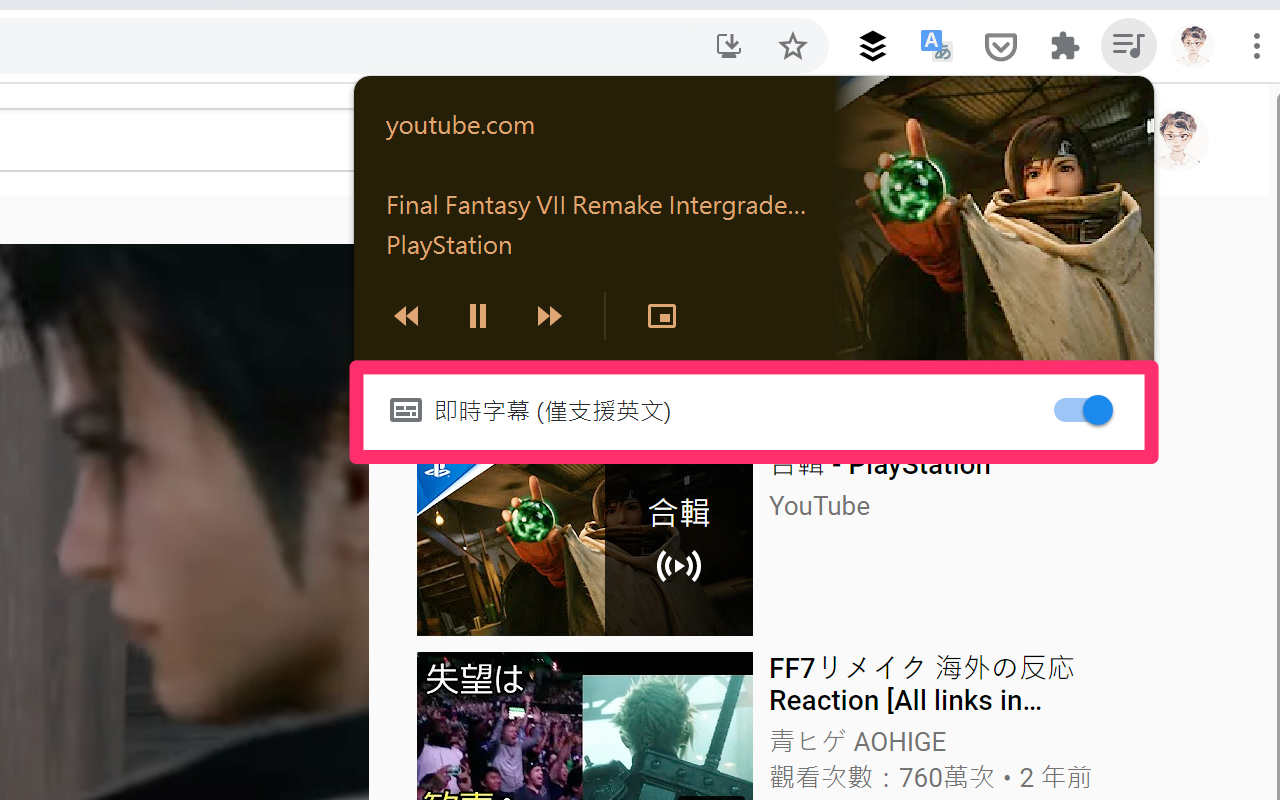 youtube.com
Final Fantasy VII Remake Intergrade...
PlayStation
即時字幕 (僅支援英文)
合輯 - PlayStation
YouTube
合輯
失望は
FF7リメイク 海外の反応
Reaction [All links in...
青ヒゲ AOHIGE
觀看次數：760萬次 • 2 年前